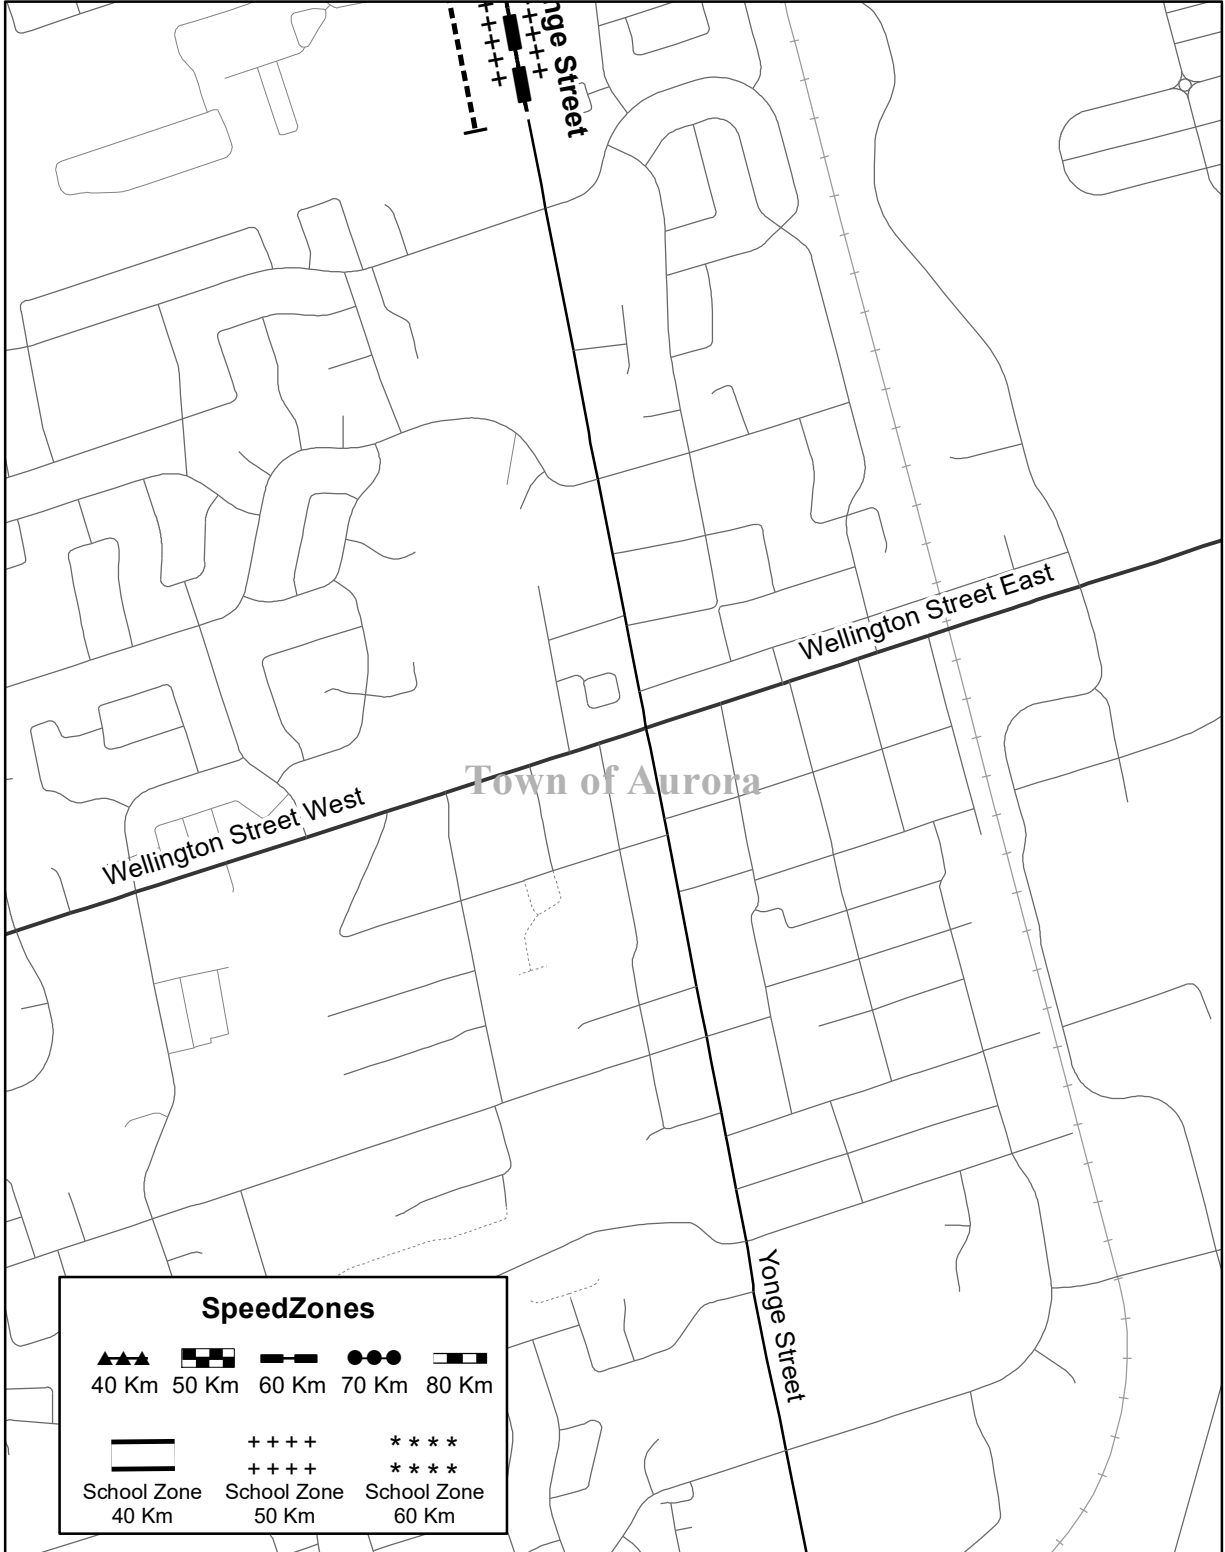 nge Street
Wellington Street East
Town of Aurora
Wellington Street West
Yonge Street
SpeedZones
40 Km 50 Km 60 Km 70 Km 80 Km
School Zone School Zone School Zone
40 Km 50 Km 60 Km